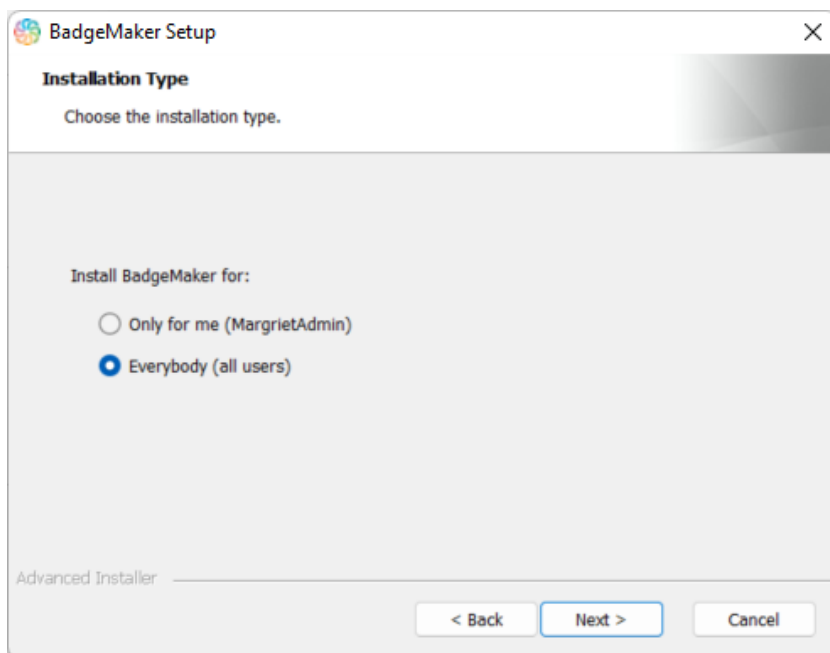 BadgeMaker Setup
Installation Type
Choose the installation type.
Install BadgeMaker for:
Only for me (MargrietAdmin)
Everybody (all users)
Advanced Installer
< Back Next > Cancel